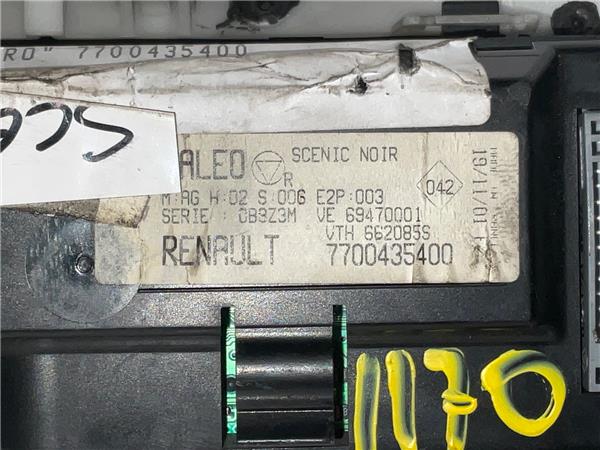 RO" 7700435400
ALEO R SCENIC NOIR
042
M:AG H:02 S:006 E2P:003
SERIE : 0B3Z3M VE 69470001
VTH 662085S
RENAULT 7700435400
19/11/01
1170